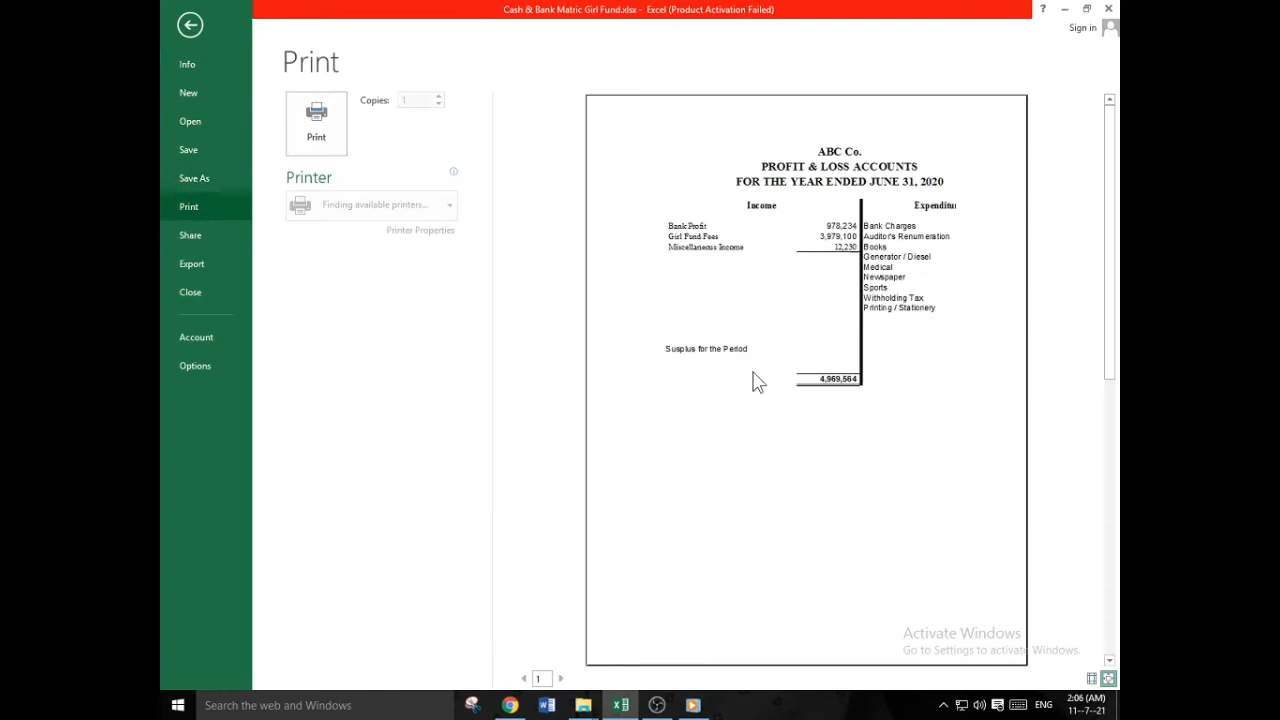 Cash & Bank Matric Girl Fund.xlsx - Excel (Product Activation Failed)
?
Sign in
Info
New
Open
Save
Save As
Print
Share
Export
Close
Account
Options
Print
Print
Copies: 1
Printer
Finding available printers...
Printer Properties
ABC Co.
PROFIT & LOSS ACCOUNTS
FOR THE YEAR ENDED JUNE 31, 2020
Income Expenditu
Bank Profit 978,234 Bank Charges
Girl Fund Fees 3,979,100 Auditor's Renumeration
Miscellaneous Income 12,230 Books
Generator / Diesel
Medical
Newspaper
Sports
Withholding Tax
Printing / Stationery
Susplus for the Period
4,969,564
Activate Windows
Go to Settings to activate Windows.
1
Search the web and Windows
ENG
2:06 (AM)
11--7--21